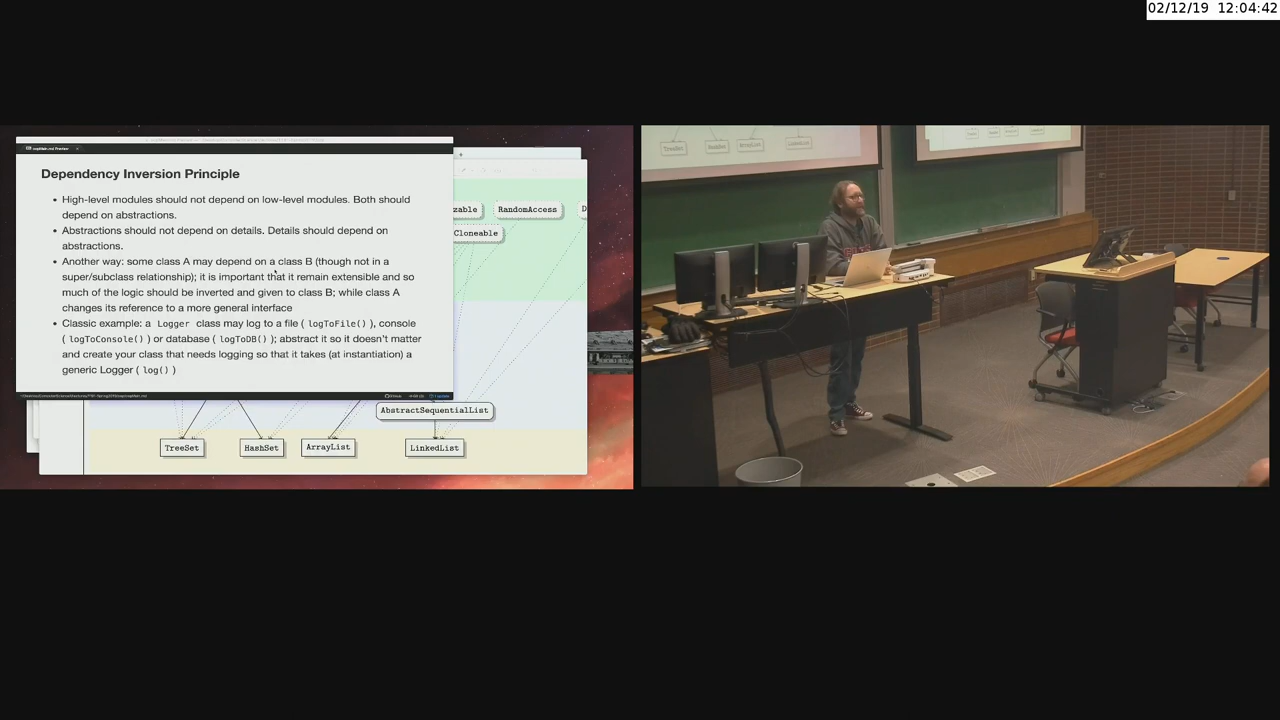 02/12/19 12:04:42
Dependency Inversion Principle
• High-level modules should not depend on low-level modules. Both should
depend on abstractions.
• Abstractions should not depend on details. Details should depend on
abstractions.
• Another way: some class A may depend on a class B (though not in a
super/subclass relationship); it is important that it remain extensible and so
much of the logic should be inverted and given to class B; while class A
changes its reference to a more general interface
• Classic example: a Logger class may log to a file ( logToFile() ), console
( logToConsole() ) or database ( logToDB() ); abstract it so it doesn't matter
and create your class that needs logging so that it takes (at instantiation) a
generic Logger ( log() )
RandomAccess
Cloneable
AbstractSequentialList
TreeSet HashSet ArrayList LinkedList
TreeSet HashSet ArrayList LinkedList